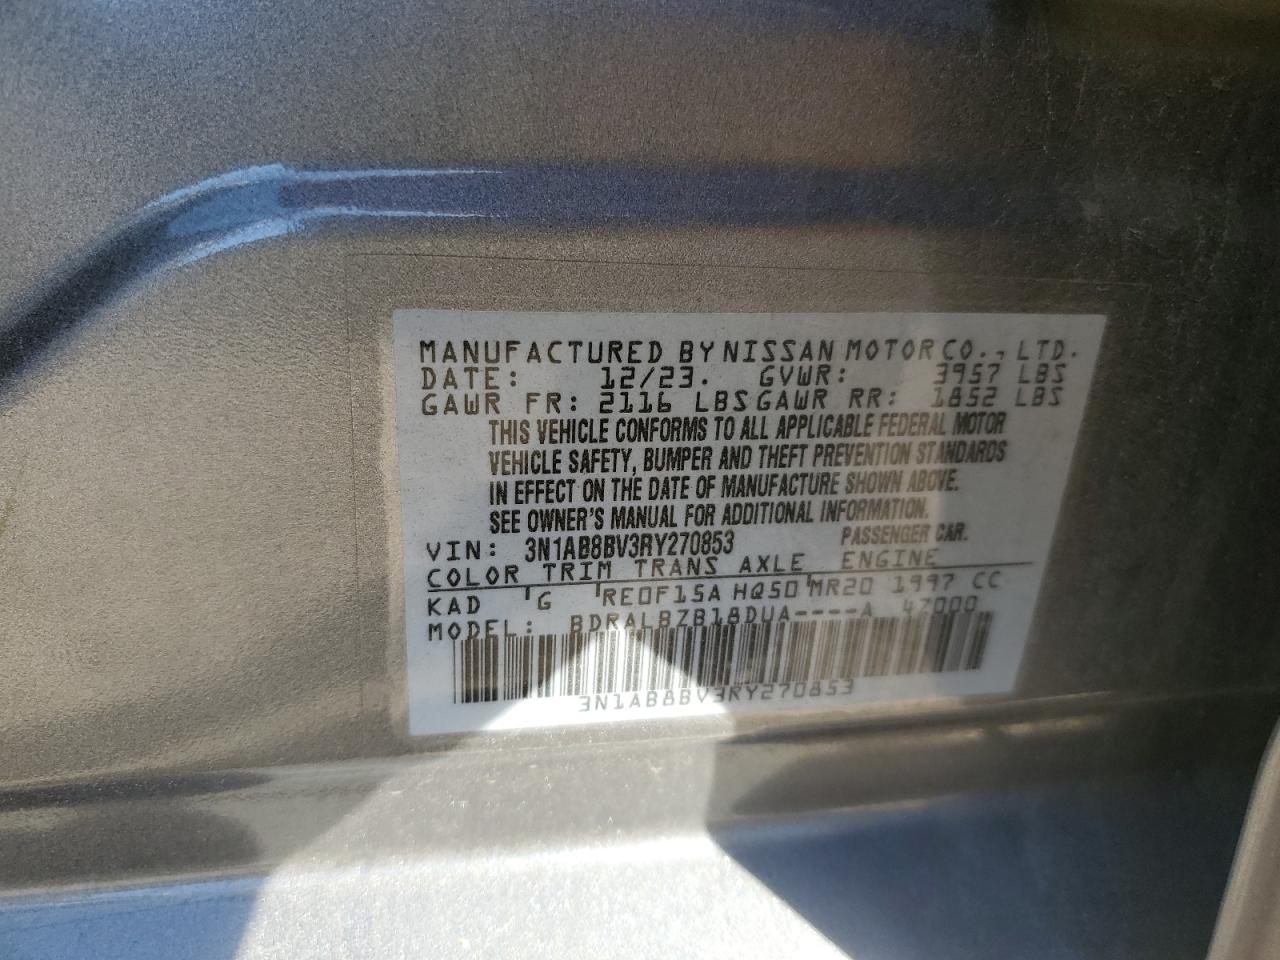 MANUFACTURED BY NISSAN MOTOR CO., LTD.
DATE: 12/23. GVWR: 3957 LBS
GAWR FR: 2116 LBS GAWR RR: 1852 LBS
THIS VEHICLE CONFORMS TO ALL APPLICABLE FEDERAL MOTOR
VEHICLE SAFETY, BUMPER AND THEFT PREVENTION STANDARDS
IN EFFECT ON THE DATE OF MANUFACTURE SHOWN ABOVE.
SEE OWNER'S MANUAL FOR ADDITIONAL INFORMATION.
VIN: 3N1AB8BV3RY270853 PASSENGER CAR.
COLOR TRIM TRANS AXLE ENGINE
KAD G RE0F15A HQ50 MR20 1997 CC
MODEL: BDRALBZB18DUA----A 47000
3N1AB8BV3RY270853